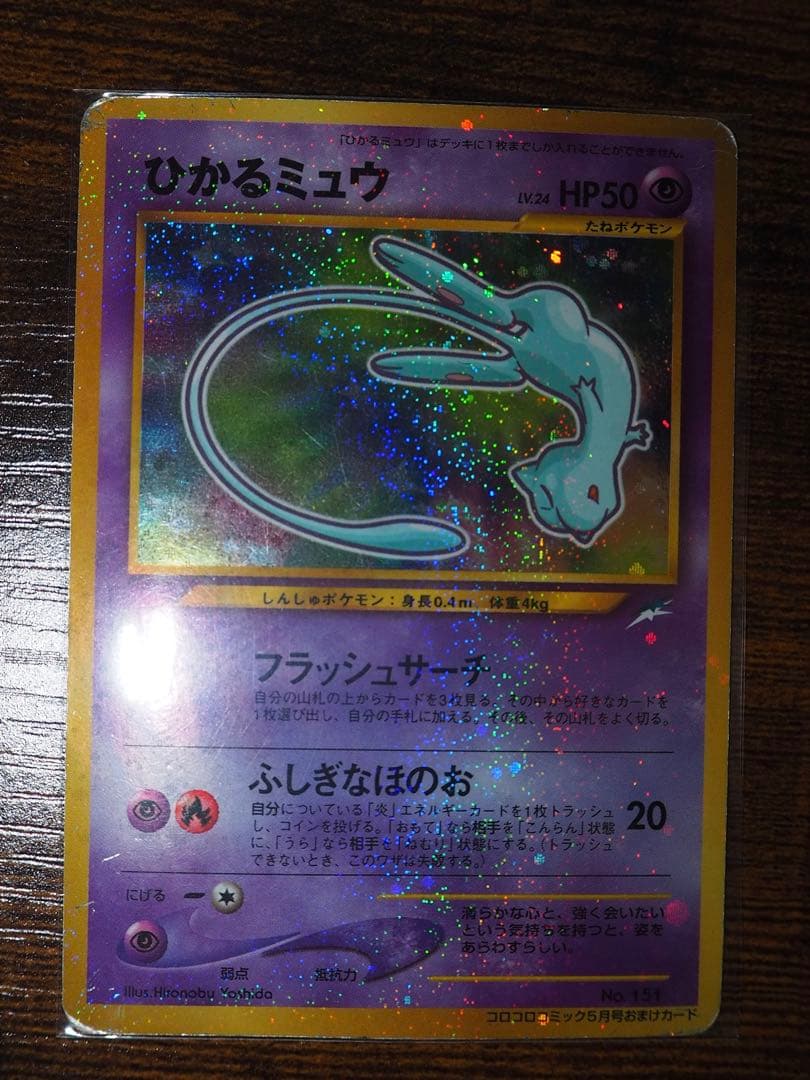 「ひかるミュウ」はデッキに1枚までしか入れることができません。
ひかるミュウ
LV.24 HP50
たねポケモン
しんしゅポケモン：身長0.4m 体重4kg
フラッシュサーチ
自分の山札の上からカードを3枚見る。その中から好きなカードを
1枚選び出し、自分の手札に加える。その後、その山札をよく切る。
ふしぎなほのお
20
自分についている「炎」エネルギーカードを1枚トラッシュ
し、コインを投げる。「おもて」なら相手を「こんらん」状態
に、「うら」なら相手を「ねむり」状態にする。（トラッシュ
できないとき、このワザは失敗する。）
にげる
清らかな心と、強く会いたい
という気持ちを持つと、姿を
あらわすらしい。
弱点 抵抗力
illus.Hironobu Yoshida
No. 151
コロコロコミック5月号おまけカード